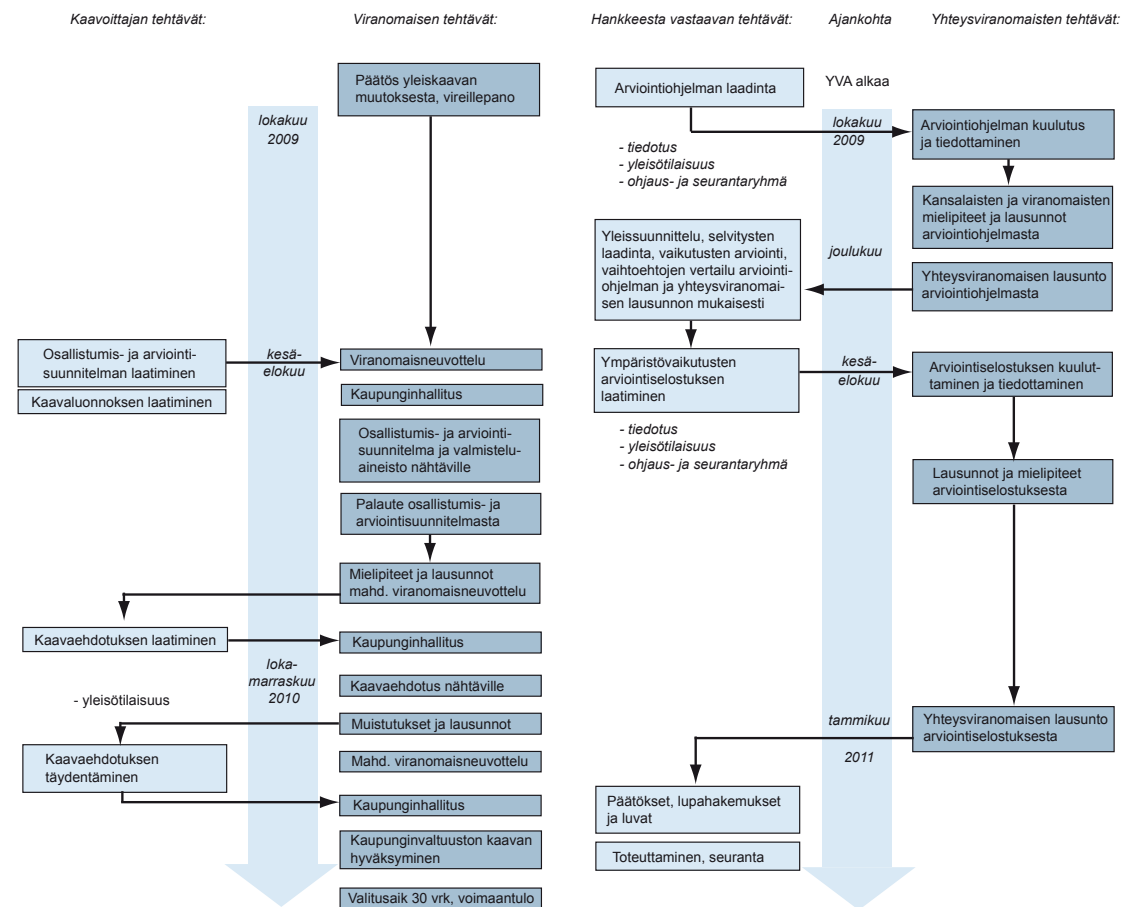 Kaavoittajan tehtävät:
Viranomaisen tehtävät:
Päätös yleiskaavan
muutoksesta, vireillepano
lokakuu
2009
Osallistumis- ja arviointi-
suunnitelman laatiminen
Kaavaluonnoksen laatiminen
kesä-
elokuu
Viranomaisneuvottelu
Kaupunginhallitus
Osallistumis- ja arviointi-
suunnitelma ja valmistelu-
aineisto nähtäville
Palaute osallistumis- ja
arviointisuunnitelmasta
Mielipiteet ja lausunnot
mahd. viranomaisneuvottelu
Kaavaehdotuksen laatiminen
Kaupunginhallitus
loka-
marraskuu
2010
Kaavaehdotus nähtäville
- yleisötilaisuus
Muistutukset ja lausunnot
Kaavaehdotuksen
täydentäminen
Mahd. viranomaisneuvottelu
Kaupunginhallitus
Kaupunginvaltuuston kaavan
hyväksyminen
Valitusaik 30 vrk, voimaantulo
Hankkeesta vastaavan tehtävät:
Ajankohta
Yhteysviranomaisten tehtävät:
Arviointiohjelman laadinta
YVA alkaa
lokakuu
2009
Arviointiohjelman kuulutus
ja tiedottaminen
- tiedotus
- yleisötilaisuus
- ohjaus- ja seurantaryhmä
Kansalaisten ja viranomaisten
mielipiteet ja lausunnot
arviointiohjelmasta
Yleissuunnittelu, selvitysten
laadinta, vaikutusten arviointi,
vaihtoehtojen vertailu arviointi-
ohjelman ja yhteysviranomai-
sen lausunnon mukaisesti
joulukuu
Yhteysviranomaisen lausunto
arviointiohjelmasta
Ympäristövaikutusten
arviointiselostuksen
laatiminen
kesä-
elokuu
Arviointiselostuksen kuulut-
taminen ja tiedottaminen
- tiedotus
- yleisötilaisuus
- ohjaus- ja seurantaryhmä
Lausunnot ja mielipiteet
arviointiselostuksesta
tammikuu
2011
Yhteysviranomaisen lausunto
arviointiselostuksesta
Päätökset, lupahakemukset
ja luvat
Toteuttaminen, seuranta